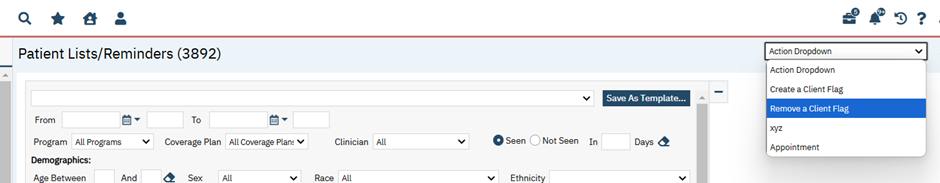 5 9+ ?
Patient Lists/Reminders (3892) Action Dropdown
Action Dropdown
Create a Client Flag
Remove a Client Flag
xyz
Appointment
Save As Template...
From To
Program All Programs Coverage Plan All Coverage Plans Clinician All Seen Not Seen In Days
Demographics:
Age Between And Sex All Race All Ethnicity